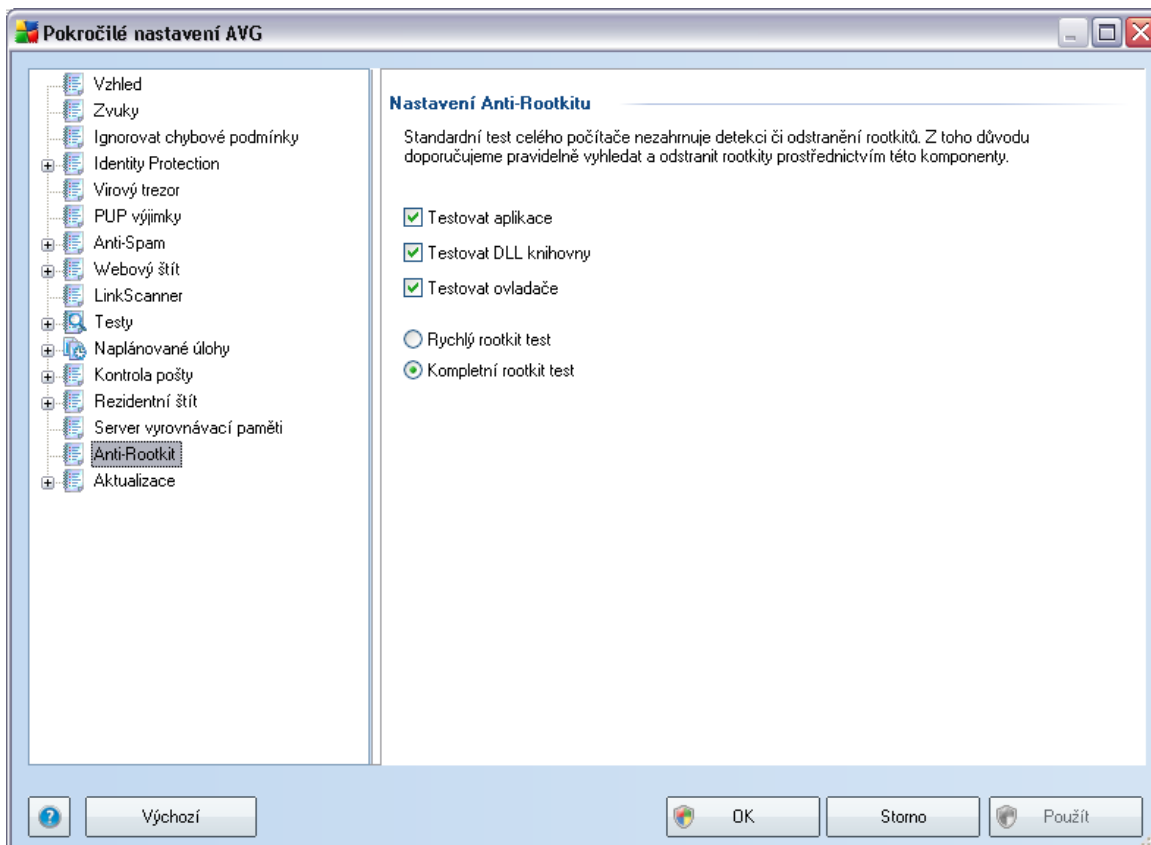 Pokročilé nastavení AVG
Vzhled
Zvuky
Ignorovat chybové podmínky
Identity Protection
Virový trezor
PUP výjimky
Anti-Spam
Webový štít
LinkScanner
Testy
Naplánované úlohy
Kontrola pošty
Rezidentní štít
Server vyrovnávací paměti
Anti-Rootkit
Aktualizace
Nastavení Anti-Rootkitu
Standardní test celého počítače nezahrnuje detekci či odstranění rootkitů. Z toho důvodu
doporučujeme pravidelně vyhledat a odstranit rootkity prostřednictvím této komponenty.
Testovat aplikace
Testovat DLL knihovny
Testovat ovladače
Rychlý rootkit test
Kompletní rootkit test
Výchozí
OK
Storno
Použít